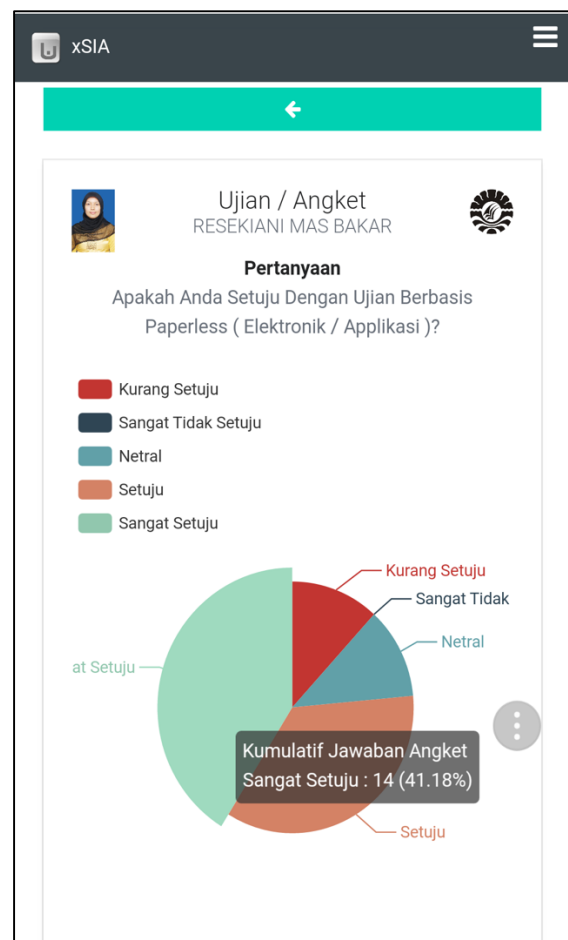 xSIA
Ujian / Angket
RESEKIANI MAS BAKAR
Pertanyaan
Apakah Anda Setuju Dengan Ujian Berbasis
Paperless ( Elektronik / Applikasi )?
Kurang Setuju
Sangat Tidak Setuju
Netral
Setuju
Sangat Setuju
Kurang Setuju
Sangat Tidak
Netral
at Setuju
Kumulatif Jawaban Angket
Sangat Setuju : 14 (41.18%)
Setuju